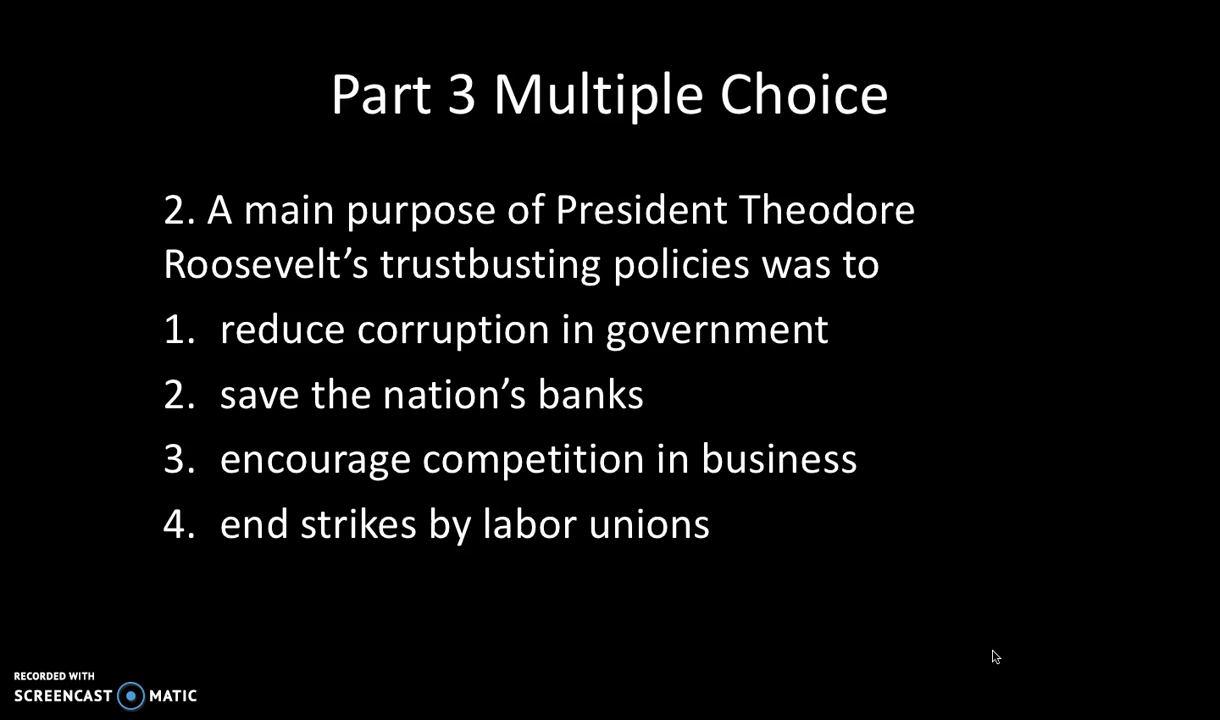 Part 3 Multiple Choice
2. A main purpose of President Theodore
Roosevelt’s trustbusting policies was to
1. reduce corruption in government
2. save the nation’s banks
3. encourage competition in business
4. end strikes by labor unions
RECORDED WITH
SCREENCAST MATIC